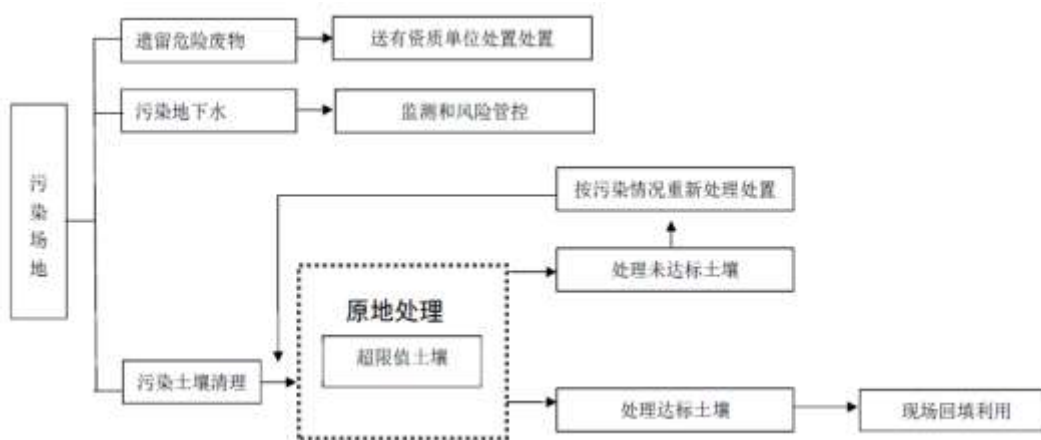 遗留危险废物
送有资质单位处置处置
污染地下水
监测和风险管控
污染场地
按污染情况重新处理处置
处理未达标土壤
原地处理
超限值土壤
污染土壤清理
处理达标土壤
现场回填利用